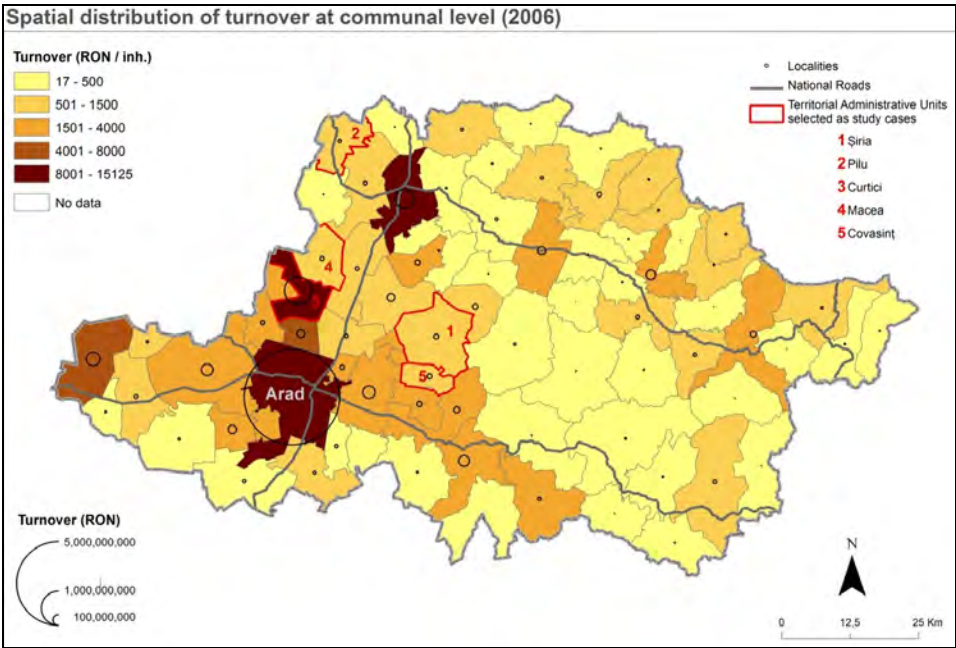 Spatial distribution of turnover at communal level (2006)
Turnover (RON / inh.)
17 - 500
501 - 1500
1501 - 4000
4001 - 8000
8001 - 15125
No data
Localities
National Roads
Territorial Administrative Units
selected as study cases
1 Şiria
2 Pilu
3 Curtici
4 Macea
5 Covasinţ
2
4
3
1
5
Arad
Turnover (RON)
5,000,000,000
1,000,000,000
100,000,000
N
0 12,5 25 Km